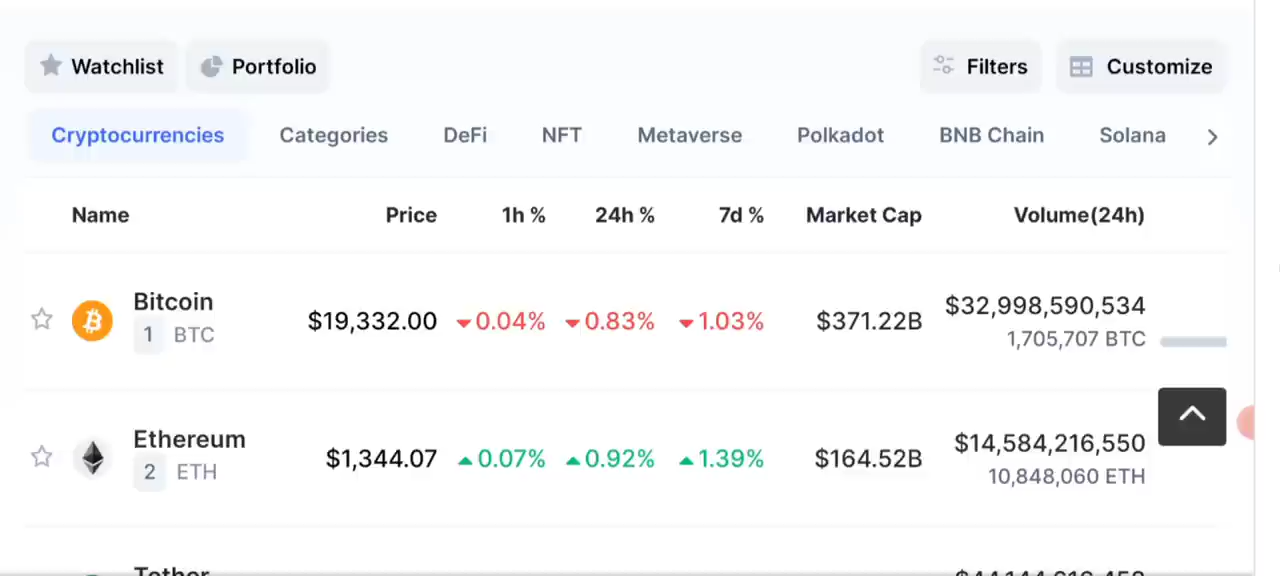 Watchlist Portfolio Filters Customize
Cryptocurrencies Categories DeFi NFT Metaverse Polkadot BNB Chain Solana
Name Price 1h % 24h % 7d % Market Cap Volume(24h)
Bitcoin
1 BTC
$19,332.00 0.04% 0.83% 1.03% $371.22B
$32,998,590,534
1,705,707 BTC
Ethereum
2 ETH
$1,344.07 0.07% 0.92% 1.39% $164.52B
$14,584,216,550
10,848,060 ETH
Tether